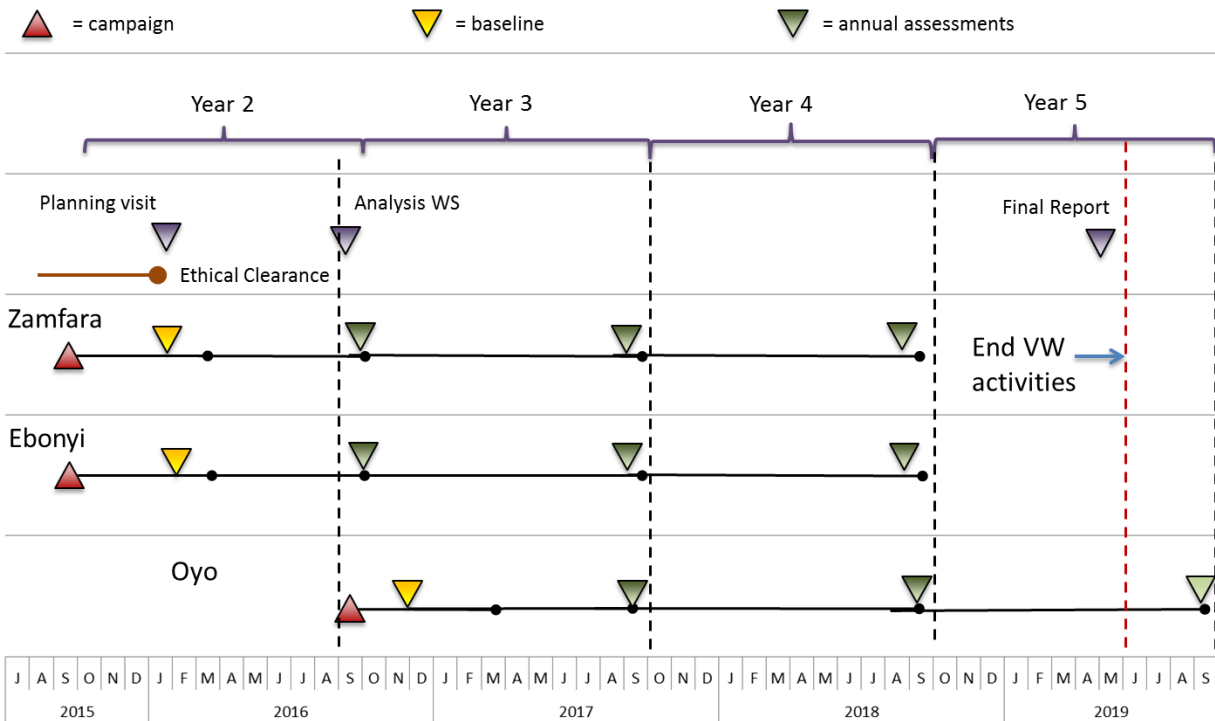 = campaign
= baseline
= annual assessments
Year 2
Year 3
Year 4
Year 5
Planning visit
Analysis WS
Final Report
Ethical Clearance
Zamfara
End VW
activities
Ebonyi
Oyo
J A S O N D J F M A M J J A S O N D J F M A M J J A S O N D J F M A M J J A S O N D J F M A M J J A S
2015 2016 2017 2018 2019